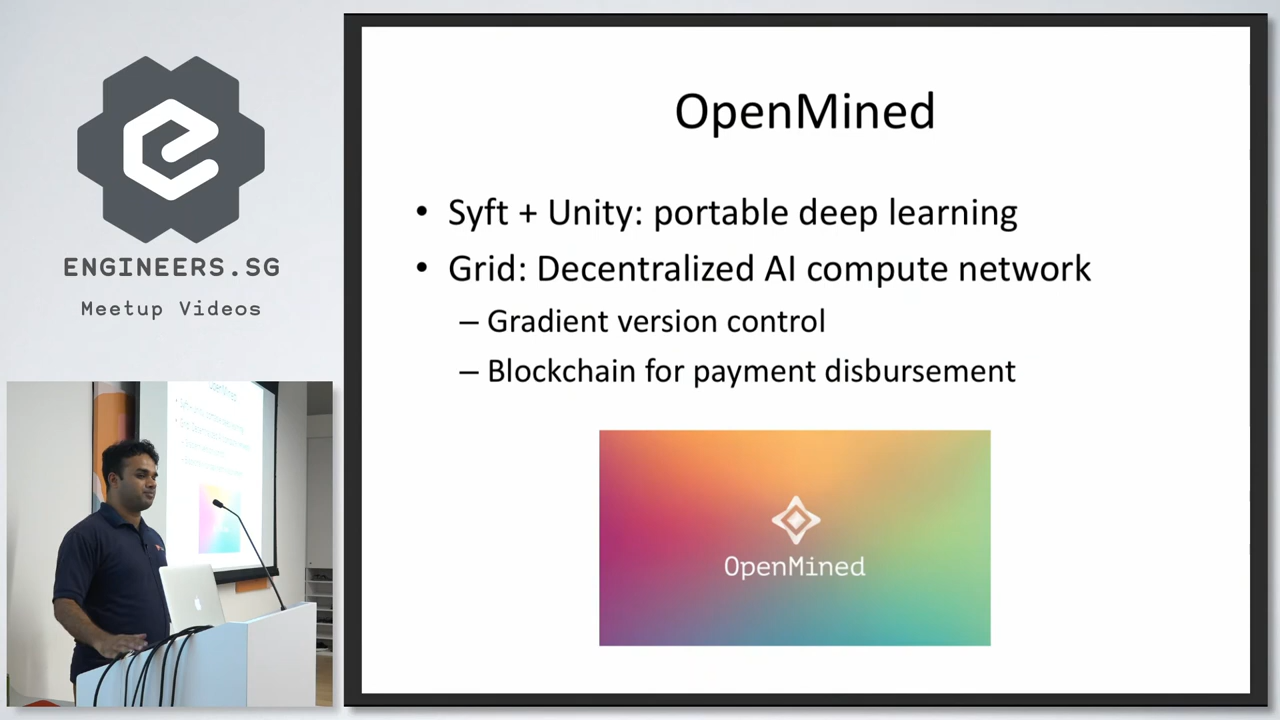 ENGINEERS.SG
Meetup Videos
OpenMined
• Syft + Unity: portable deep learning
• Grid: Decentralized AI compute network
– Gradient version control
– Blockchain for payment disbursement
OpenMined